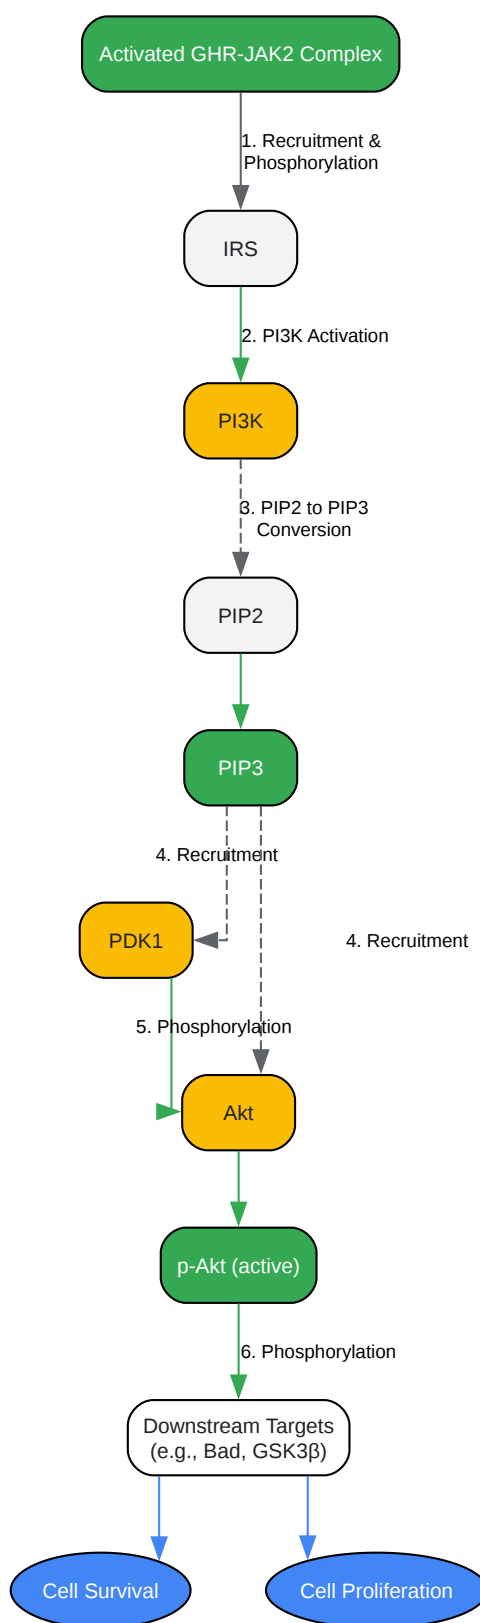 Activated GHR-JAK2 Complex
1. Recruitment &
Phosphorylation
IRS
2. PI3K Activation
PI3K
3. PIP2 to PIP3
Conversion
PIP2
PIP3
4. Recruitment
PDK1
4. Recruitment
5. Phosphorylation
Akt
p-Akt (active)
6. Phosphorylation
Downstream Targets
(e.g., Bad, GSK3β)
Cell Survival
Cell Proliferation